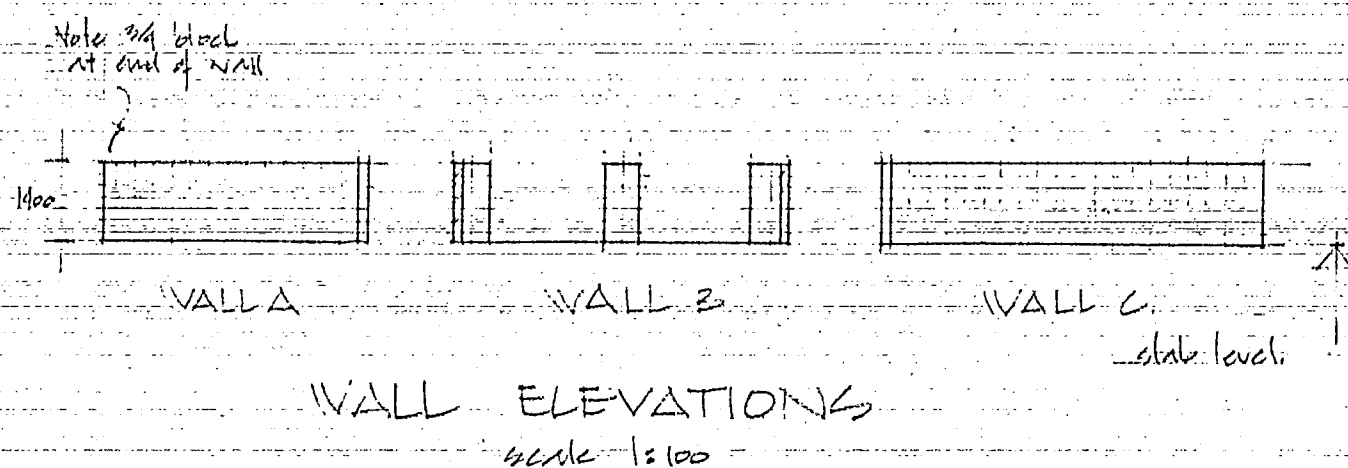 Note 3/4 block
at end of wall
1400
WALL A
WALL B
WALL C.
slab level.
WALL ELEVATIONS
scale 1:100